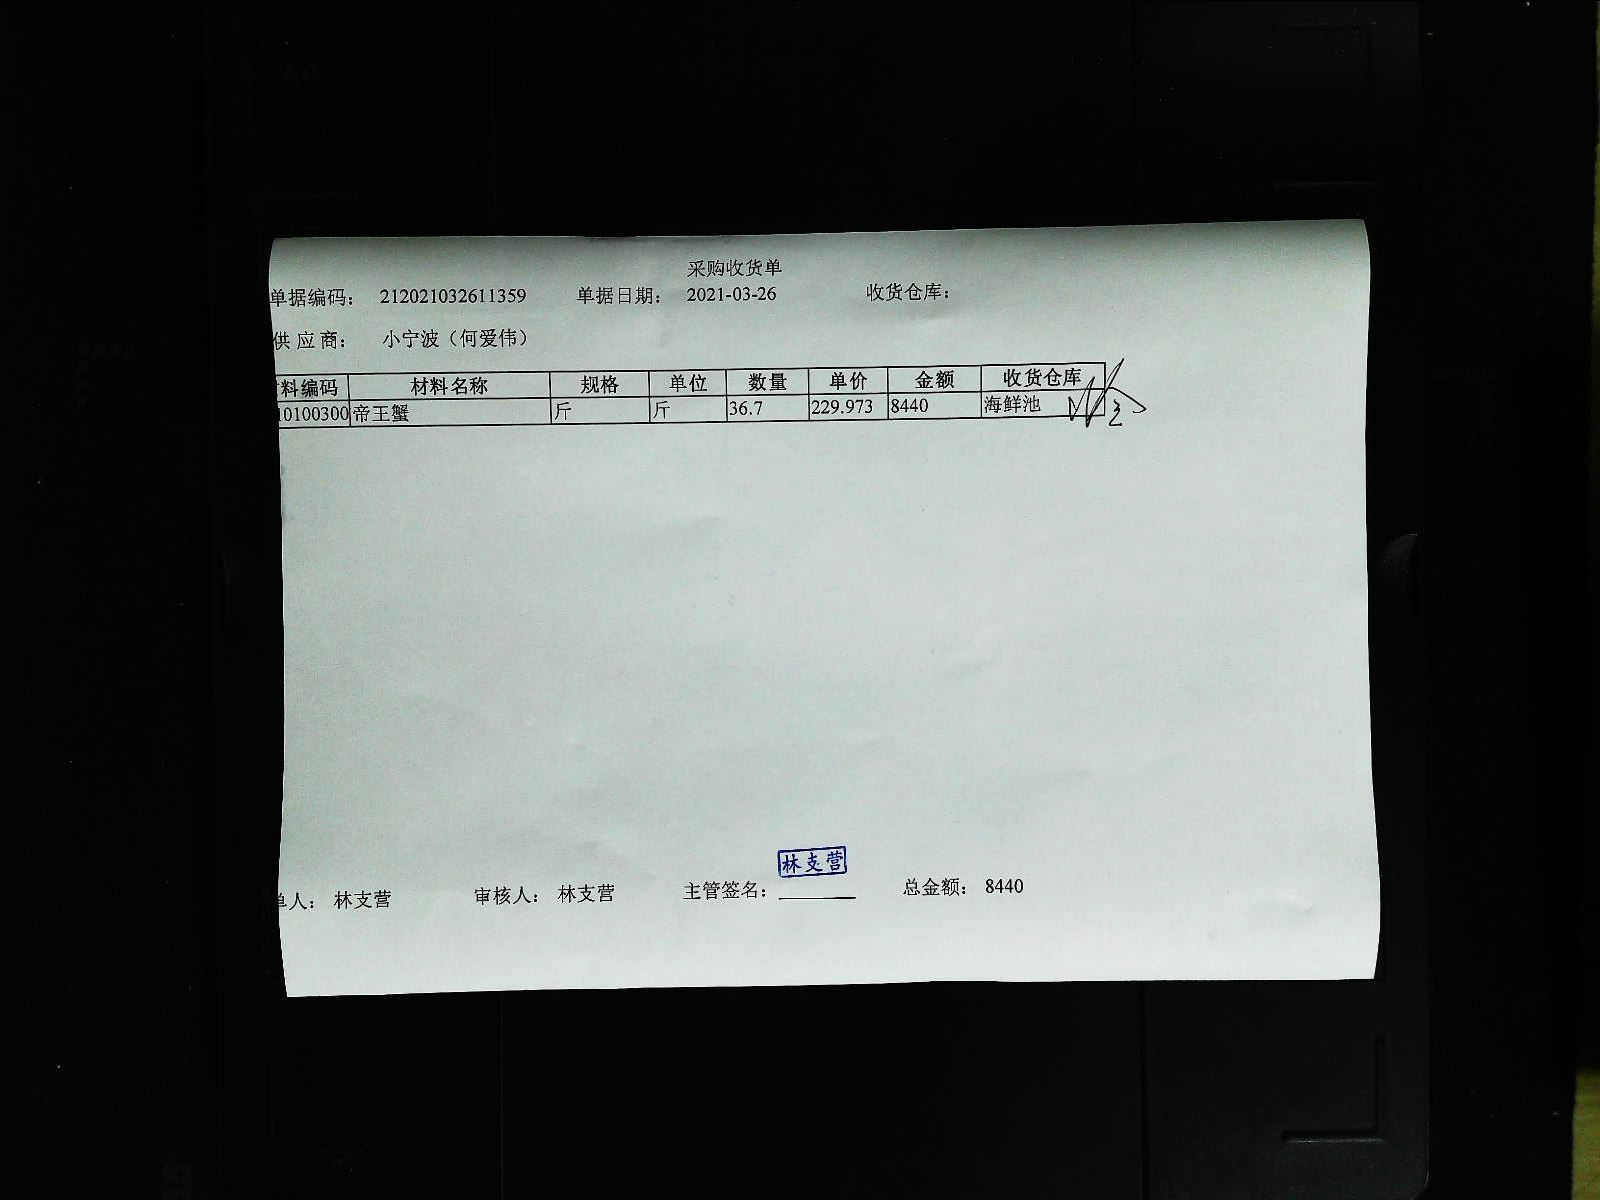 采购收货单
单据编码： 212021032611359 单据日期： 2021-03-26 收货仓库：
供应商： 小宁波（何爱伟）
料编码 材料名称 规格 单位 数量 单价 金额 收货仓库
10100300 帝王蟹 斤 斤 36.7 229.973 8440 海鲜池
林支营
单人： 林支营 审核人： 林支营 主管签名： 总金额： 8440